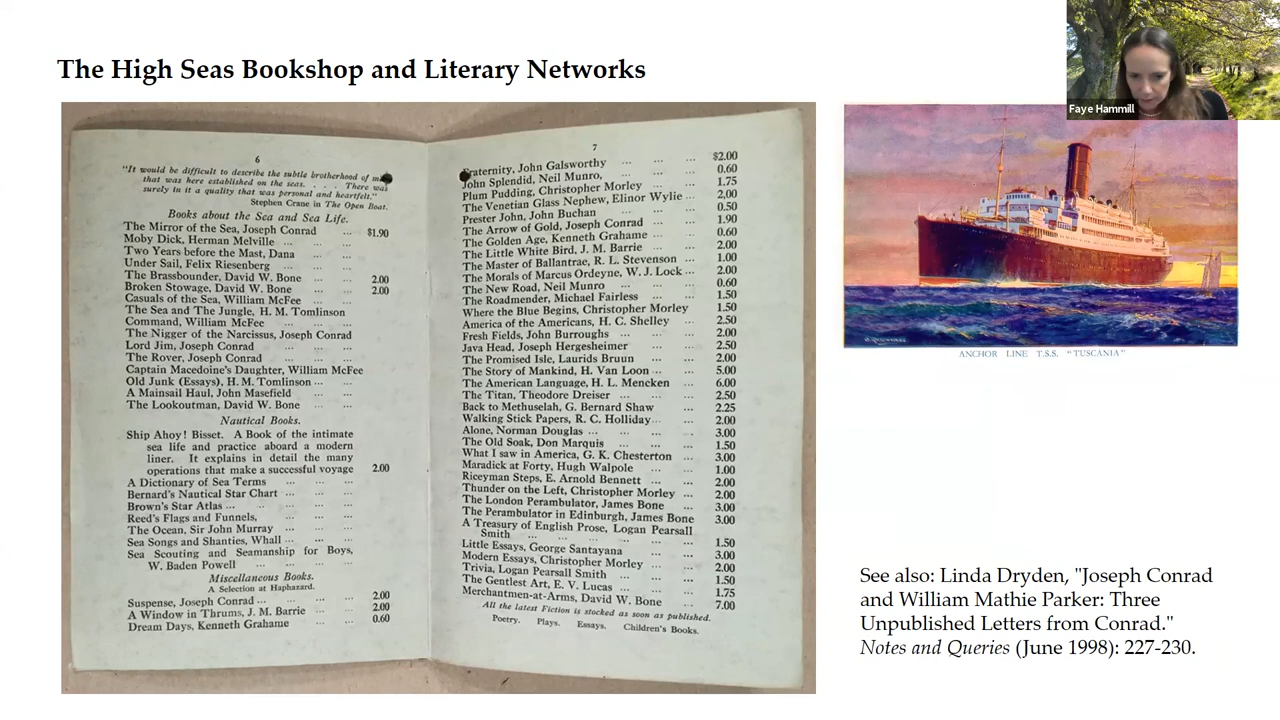 The High Seas Bookshop and Literary Networks
Faye Hammill
6
"It would be difficult to describe the subtle brotherhood of
that was here established on the seas. . . . There was
surely in it a quality that was personal and heartfelt."
Stephen Crane in The Open Boat.
Books about the Sea and Sea Life.
The Mirror of the Sea, Joseph Conrad ... $1.90
Moby Dick, Herman Melville ... ... ...
Two Years before the Mast, Dana ... ...
Under Sail, Felix Riesenberg ... ...
The Brassbounder, David W. Bone ... 2.00
Broken Stowage, David W. Bone ... 2.00
Casuals of the Sea, William McFee ... ...
The Sea and The Jungle, H. M. Tomlinson
Command, William McFee ... ... ...
The Nigger of the Narcissus, Joseph Conrad
Lord Jim, Joseph Conrad ... ...
The Rover, Joseph Conrad ... ...
Captain Macedoine's Daughter, William McFee
Old Junk (Essays), H. M. Tomlinson ... ...
A Mainsail Haul, John Masefield ... ...
The Lookoutman, David W. Bone ... ...
Nautical Books.
Ship Ahoy! Bisset. A Book of the intimate
sea life and practice aboard a modern
liner. It explains in detail the many
operations that make a successful voyage 2.00
A Dictionary of Sea Terms ... ... ...
Bernard's Nautical Star Chart ... ... ...
Brown's Star Atlas ... ... ... ...
Reed's Flags and Funnels, ... ... ...
The Ocean, Sir John Murray ... ... ...
Sea Songs and Shanties, Whall ... ... ...
Sea Scouting and Seamanship for Boys,
W. Baden Powell ... ... ...
Miscellaneous Books.
A Selection at Haphazard.
Suspense, Joseph Conrad ... ... ... 2.00
A Window in Thrums, J. M. Barrie ... 2.00
Dream Days, Kenneth Grahame ... ... 0.60
7
Fraternity, John Galsworthy ... ... ... $2.00
John Splendid, Neil Munro, ... ... ... 0.60
Plum Pudding, Christopher Morley ... ... 1.75
The Venetian Glass Nephew, Elinor Wylie ... 2.00
Prester John, John Buchan ... ... ... 0.50
The Arrow of Gold, Joseph Conrad ... ... 1.90
The Golden Age, Kenneth Grahame ... ... 0.60
The Little White Bird, J. M. Barrie ... ... 2.00
The Master of Ballantrae, R. L. Stevenson ... 1.00
The Morals of Marcus Ordeyne, W. J. Lock ... 2.00
The New Road, Neil Munro ... ... ... 0.60
The Roadmender, Michael Fairless ... ... 1.50
Where the Blue Begins, Christopher Morley 1.50
America of the Americans, H. C. Shelley ... 2.50
Fresh Fields, John Burroughs ... ... ... 2.00
Java Head, Joseph Hergesheimer ... ... 2.50
The Promised Isle, Laurids Bruun ... ... 2.00
The Story of Mankind, H. Van Loon ... ... 5.00
The American Language, H. L. Mencken ... 6.00
The Titan, Theodore Dreiser ... ... ... 2.50
Back to Methuselah, G. Bernard Shaw ... 2.25
Walking Stick Papers, R. C. Holliday ... ... 2.00
Alone, Norman Douglas ... ... ... ... 3.00
The Old Soak, Don Marquis ... ... ... 1.50
What I saw in America, G. K. Chesterton ... 3.00
Maradick at Forty, Hugh Walpole ... ... 1.00
Riceyman Steps, E. Arnold Bennett ... ... 2.00
Thunder on the Left, Christopher Morley ... 2.00
The London Perambulator, James Bone ... 3.00
The Perambulator in Edinburgh, James Bone 3.00
A Treasury of English Prose, Logan Pearsall
Smith ... ... ... ... ... 1.50
Little Essays, George Santayana ... ... 3.00
Modern Essays, Christopher Morley ... ... 2.00
Trivia, Logan Pearsall Smith ... ... ... 1.50
The Gentlest Art, E. V. Lucas ... ... ... 1.75
Merchantmen-at-Arms, David W. Bone ... 7.00
All the latest Fiction is stocked as soon as published.
Poetry. Plays. Essays. Children's Books.
ANCHOR LINE T.S.S. "TUSCANIA"
See also: Linda Dryden, "Joseph Conrad
and William Mathie Parker: Three
Unpublished Letters from Conrad."
Notes and Queries (June 1998): 227-230.